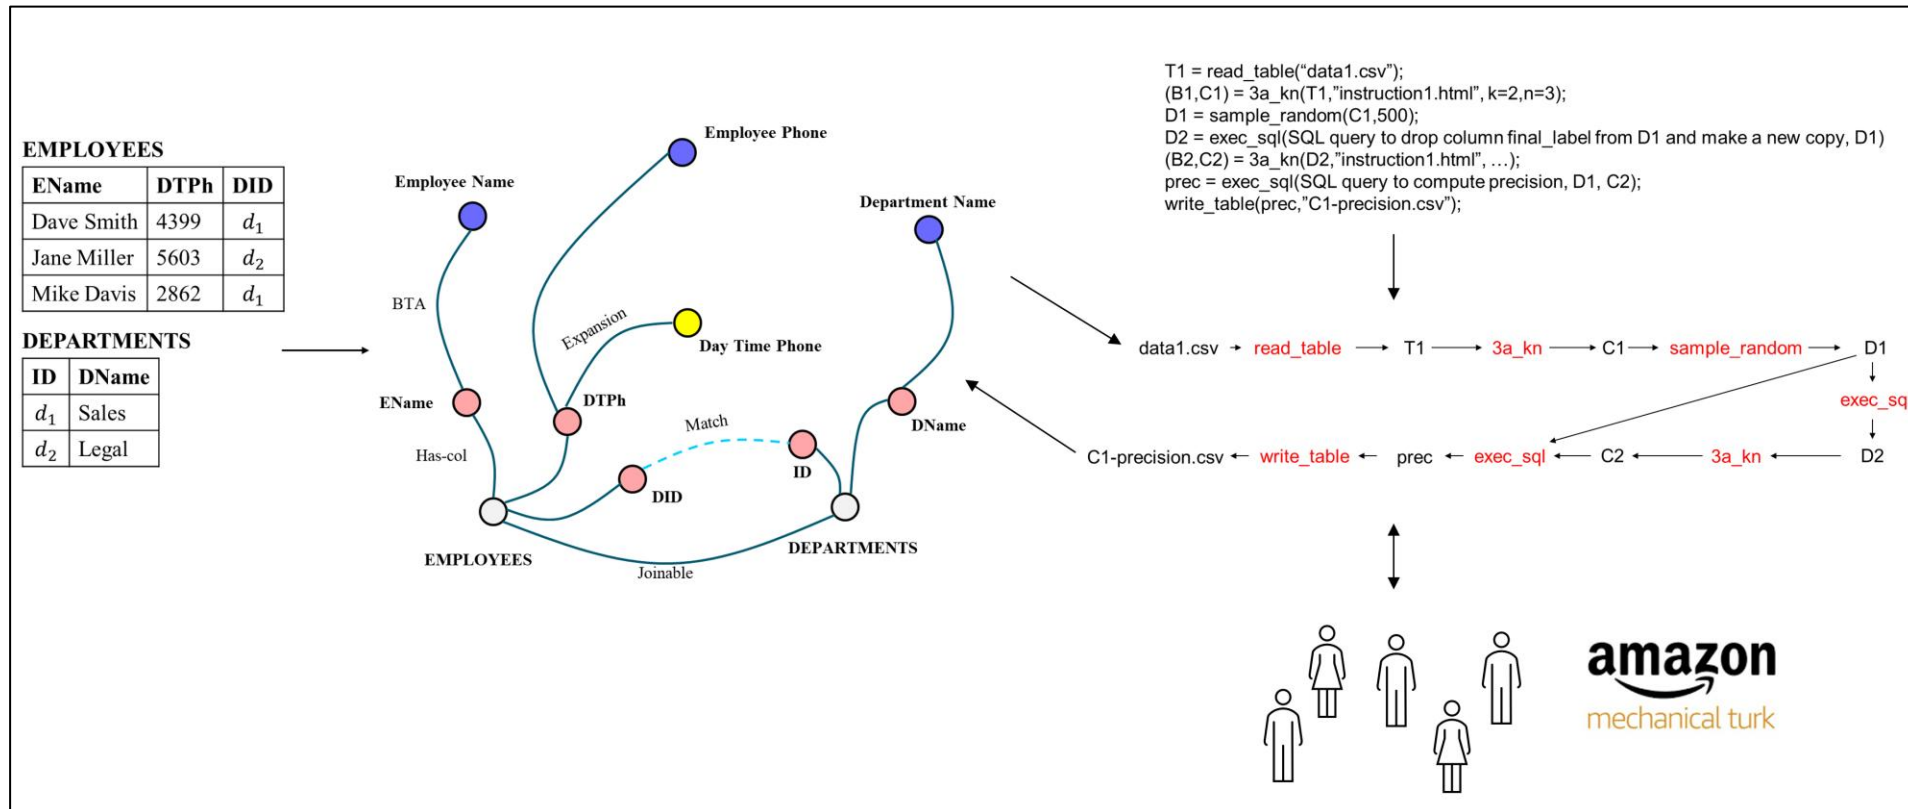 EMPLOYEES
EName DTPh DID
Dave Smith 4399 d₁
Jane Miller 5603 d₂
Mike Davis 2862 d₁
DEPARTMENTS
ID DName
d₁ Sales
d₂ Legal
Employee Phone
Employee Name
Department Name
BTA
Expansion
Day Time Phone
EName
DTPh
DName
Match
Has-col
ID
DID
EMPLOYEES
DEPARTMENTS
Joinable
T1 = read_table(“data1.csv”);
(B1,C1) = 3a_kn(T1,”instruction1.html”, k=2,n=3);
D1 = sample_random(C1,500);
D2 = exec_sql(SQL query to drop column final_label from D1 and make a new copy, D1)
(B2,C2) = 3a_kn(D2,”instruction1.html”, …);
prec = exec_sql(SQL query to compute precision, D1, C2);
write_table(prec,”C1-precision.csv”);
data1.csv read_table T1 3a_kn C1 sample_random D1
exec_sq
C1-precision.csv write_table prec exec_sql C2 3a_kn D2
amazon
mechanical turk